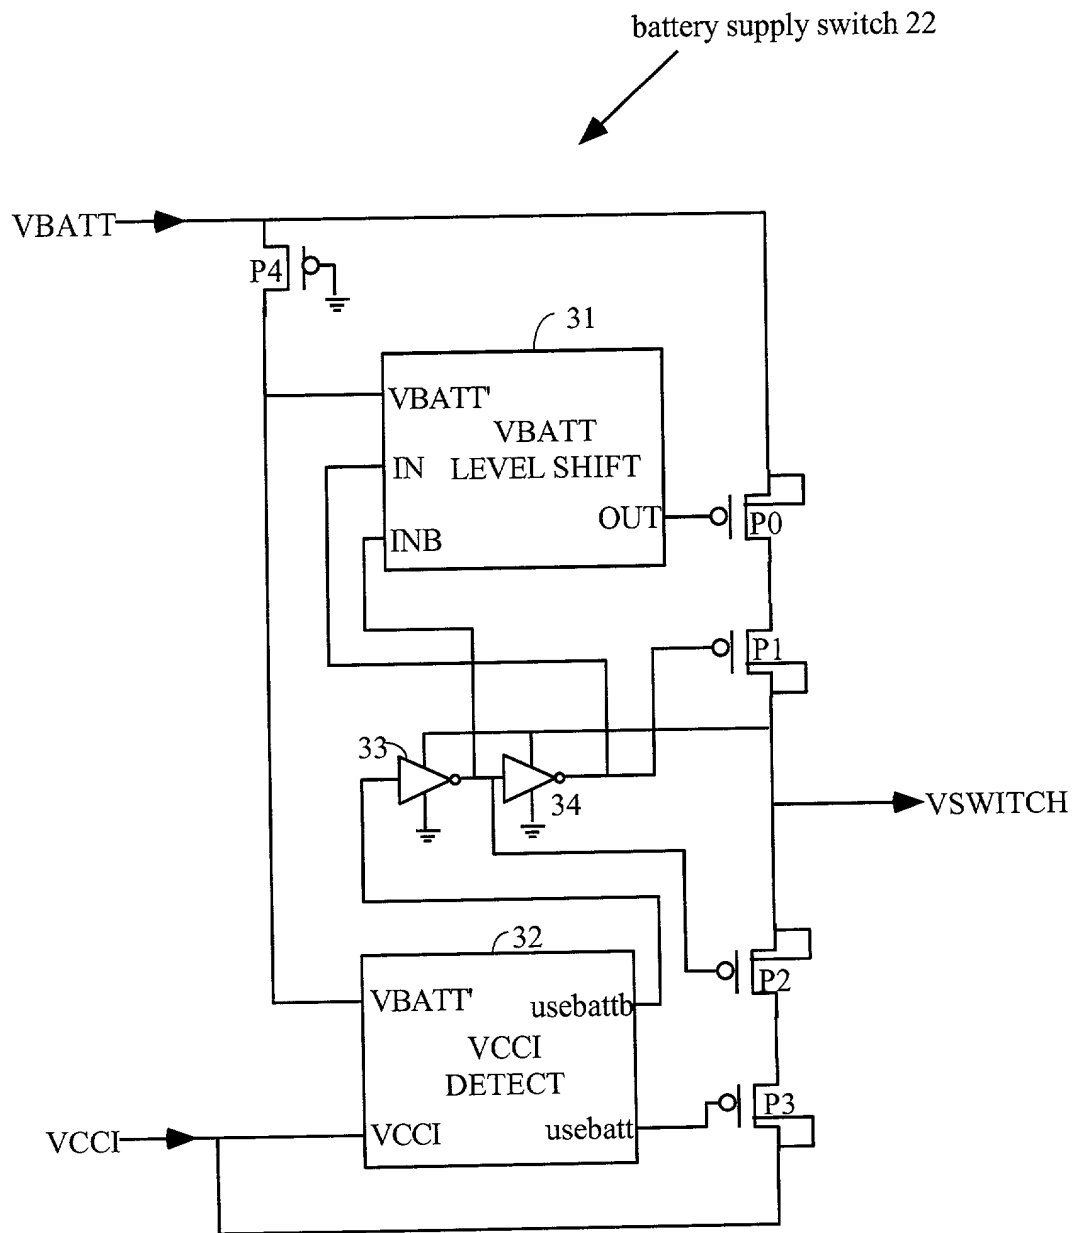 battery supply switch 22
VBATT
P4
31
VBATT'
VBATT
LEVEL SHIFT
IN
OUT
INB
P0
P1
33
34
VSWITCH
32
VBATT'
usebattb
P2
VCCI
DETECT
P3
VCCI
VCCI
usebatt